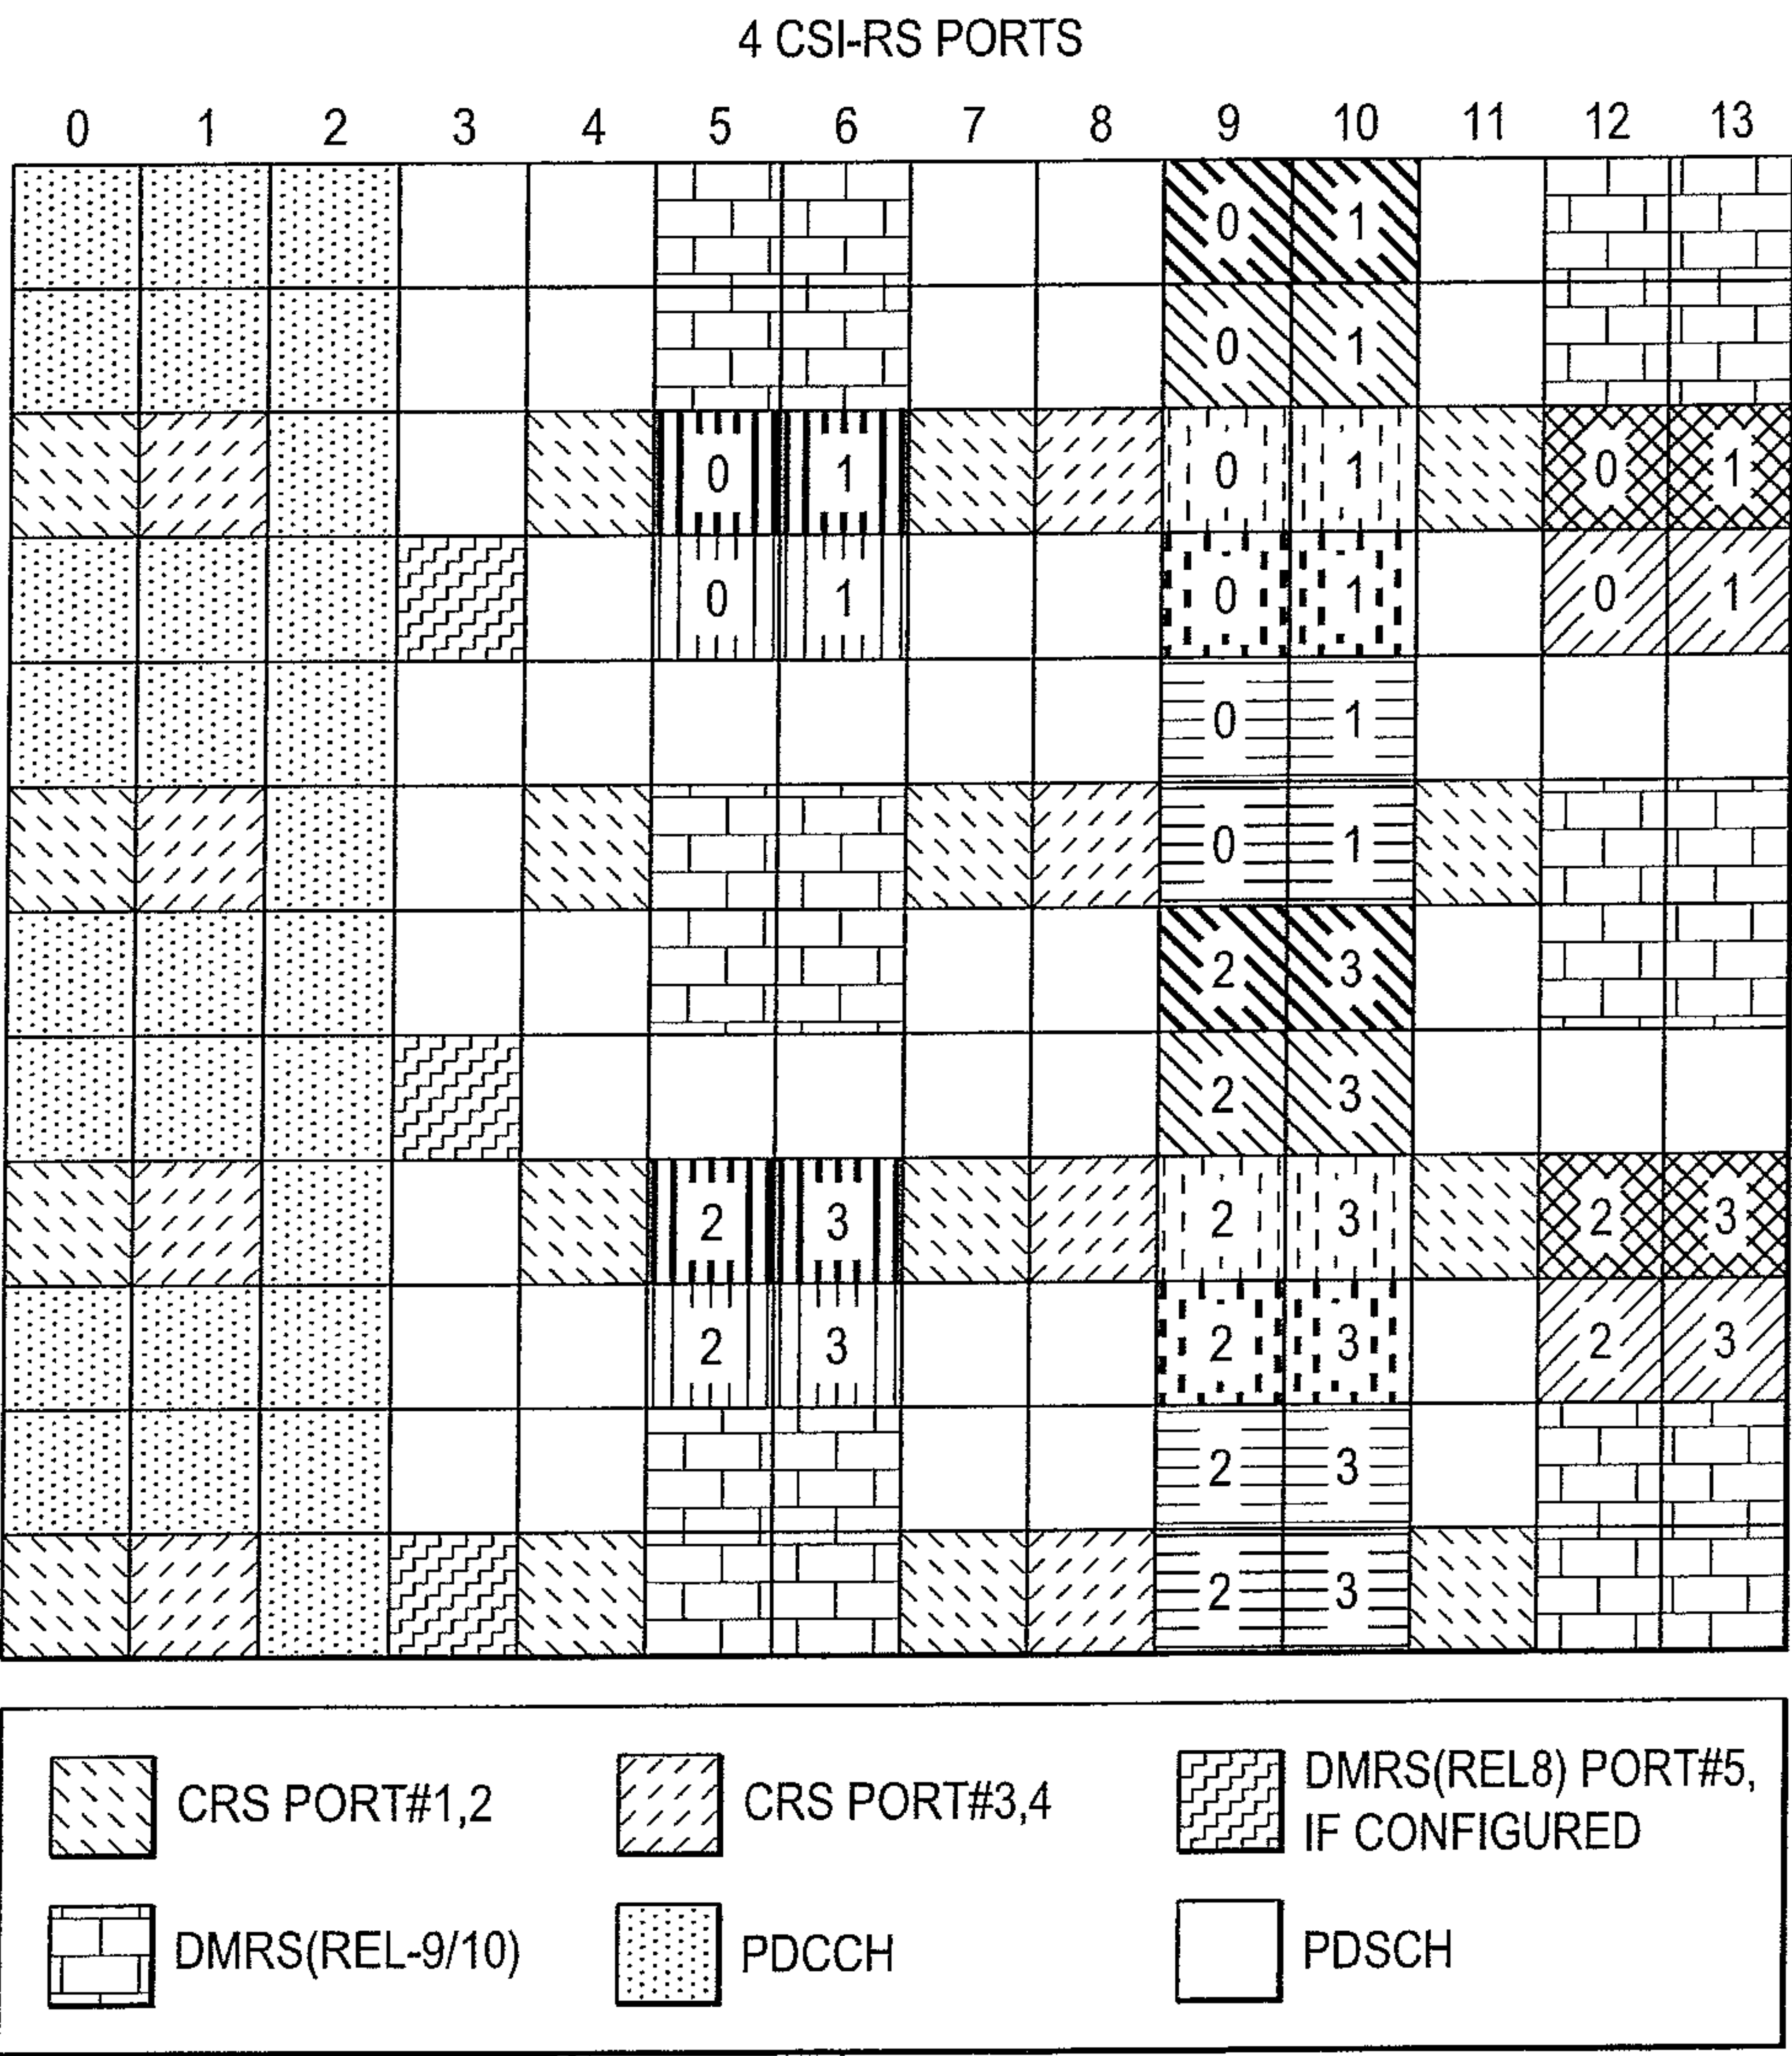 4 CSI-RS PORTS
0 1 2 3 4 5 6 7 8 9 10 11 12 13
0 1
0 1
0 1 0 1 0 1
0 1 0 1 0 1
0 1
0 1
2 3
2 3
2 3 2 3 2 3
2 3 2 3 2 3
2 3
2 3
CRS PORT#1,2 CRS PORT#3,4 DMRS(REL8) PORT#5,
IF CONFIGURED
DMRS(REL-9/10) PDCCH PDSCH